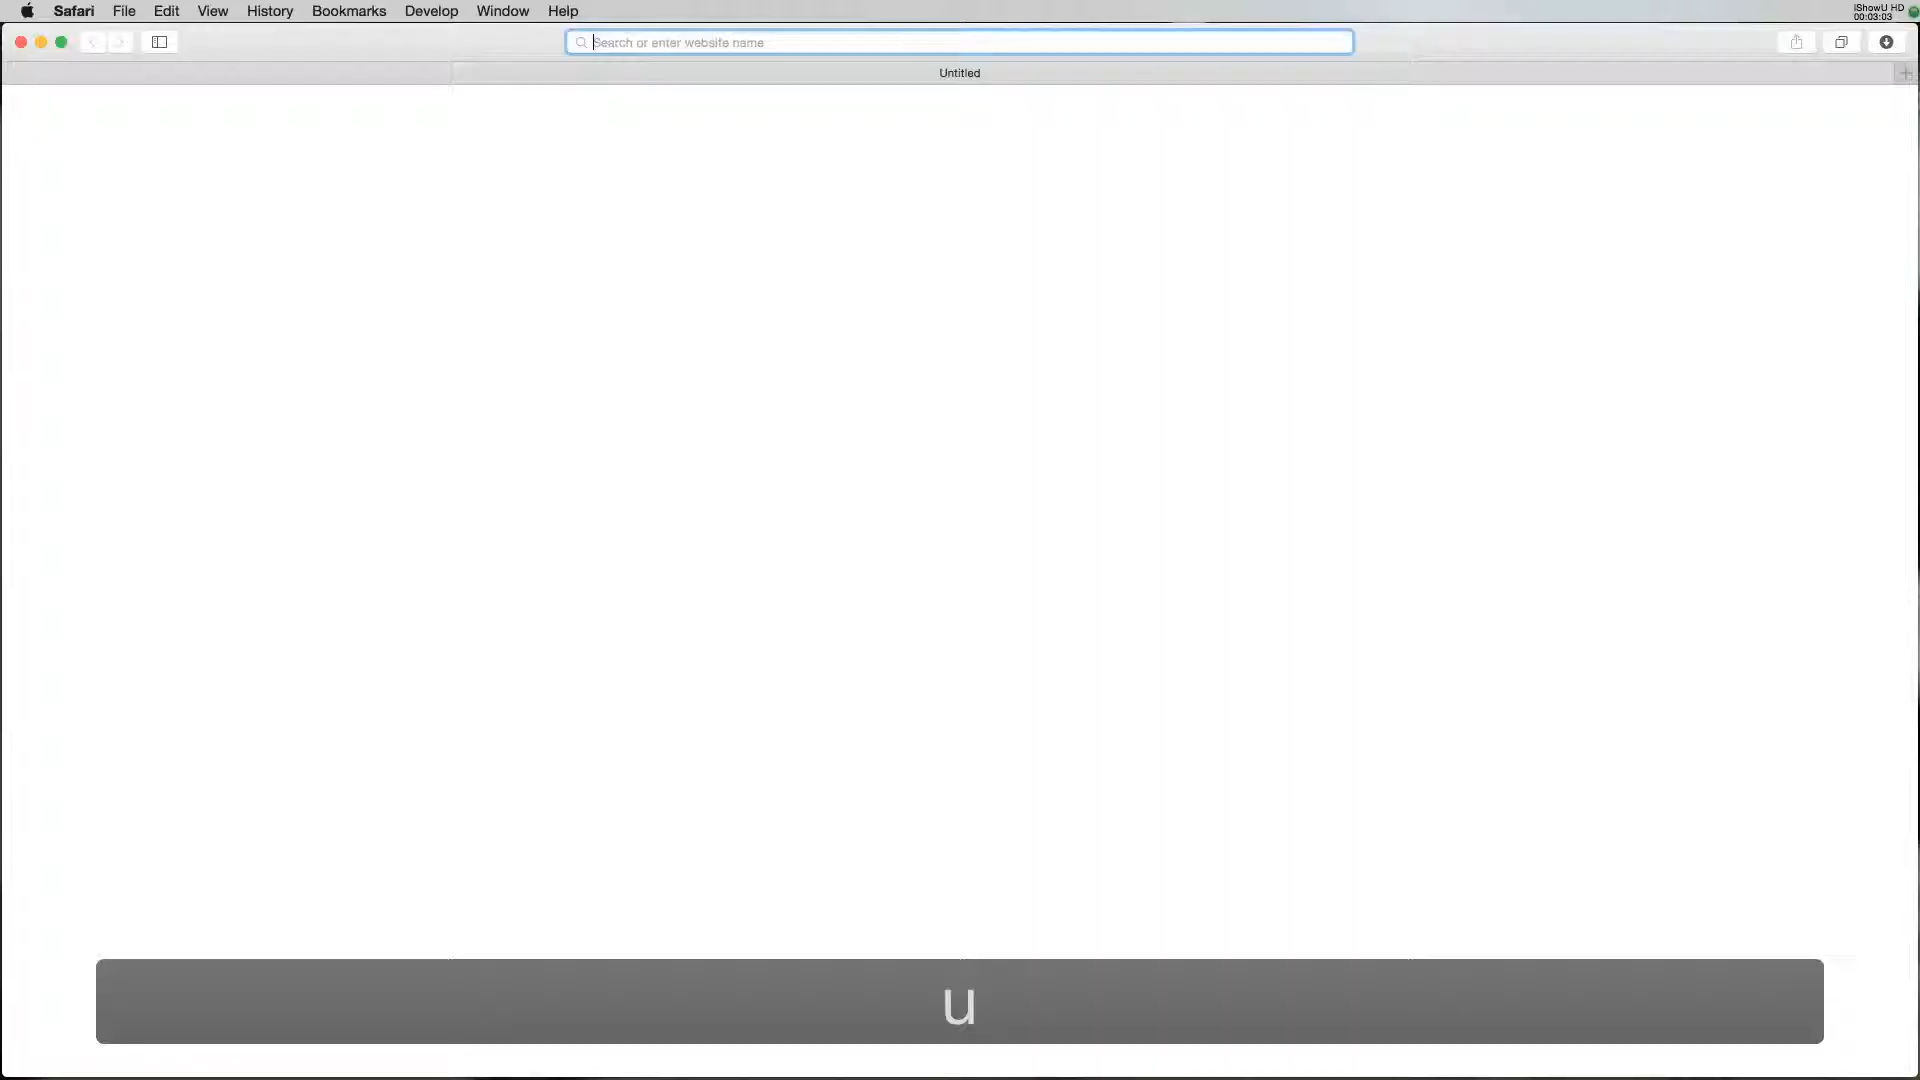 Safari File Edit View History Bookmarks Develop Window Help
iShowU HD
00:03:03
Search or enter website name
Untitled
u